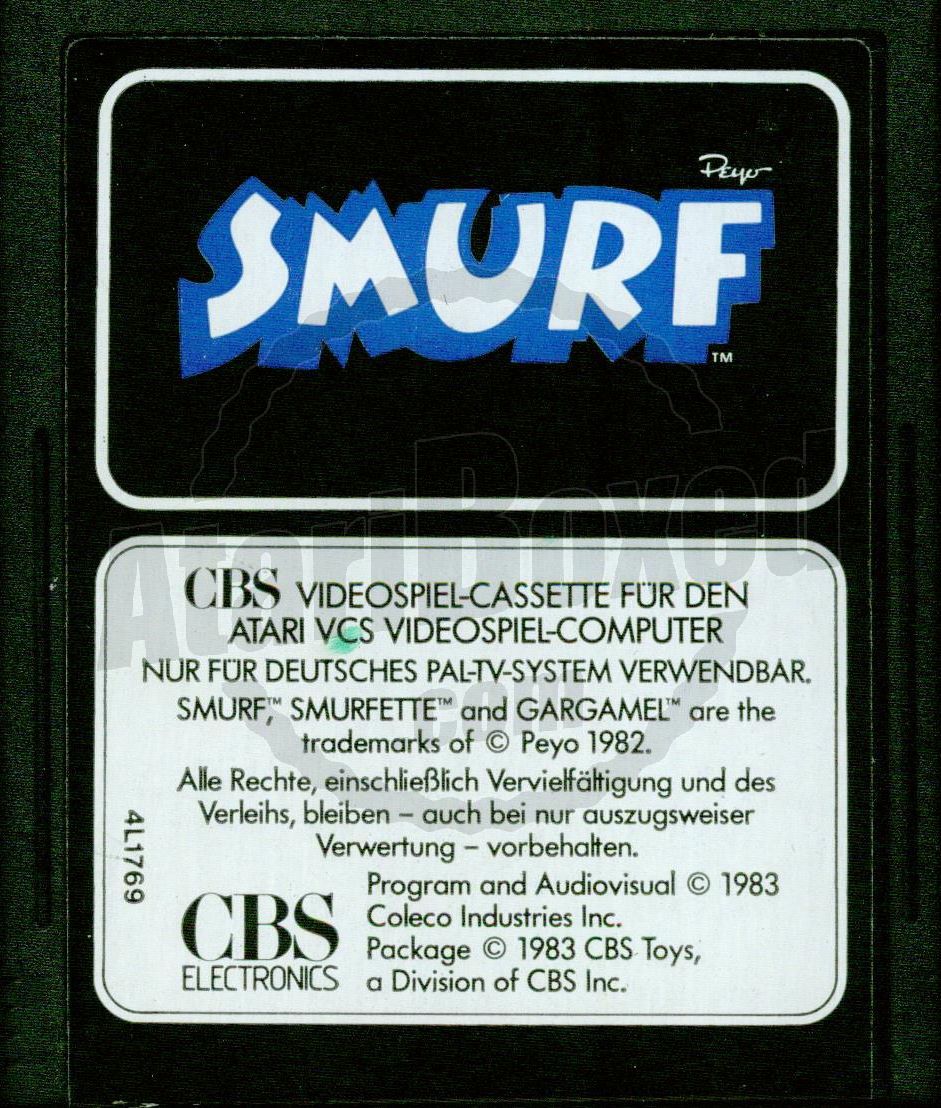 Peyo
SMURF
TM
CBS VIDEOSPIEL-CASSETTE FÜR DEN
ATARI VCS VIDEOSPIEL-COMPUTER
NUR FÜR DEUTSCHES PAL-TV-SYSTEM VERWENDBAR.
SMURF,™ SMURFETTE™ and GARGAMEL™ are the
trademarks of © Peyo 1982.
Alle Rechte, einschließlich Vervielfältigung und des
Verleihs, bleiben – auch bei nur auszugsweiser
Verwertung – vorbehalten.
4L1769
CBS
ELECTRONICS
Program and Audiovisual © 1983
Coleco Industries Inc.
Package © 1983 CBS Toys,
a Division of CBS Inc.
AtariBoxed
.com